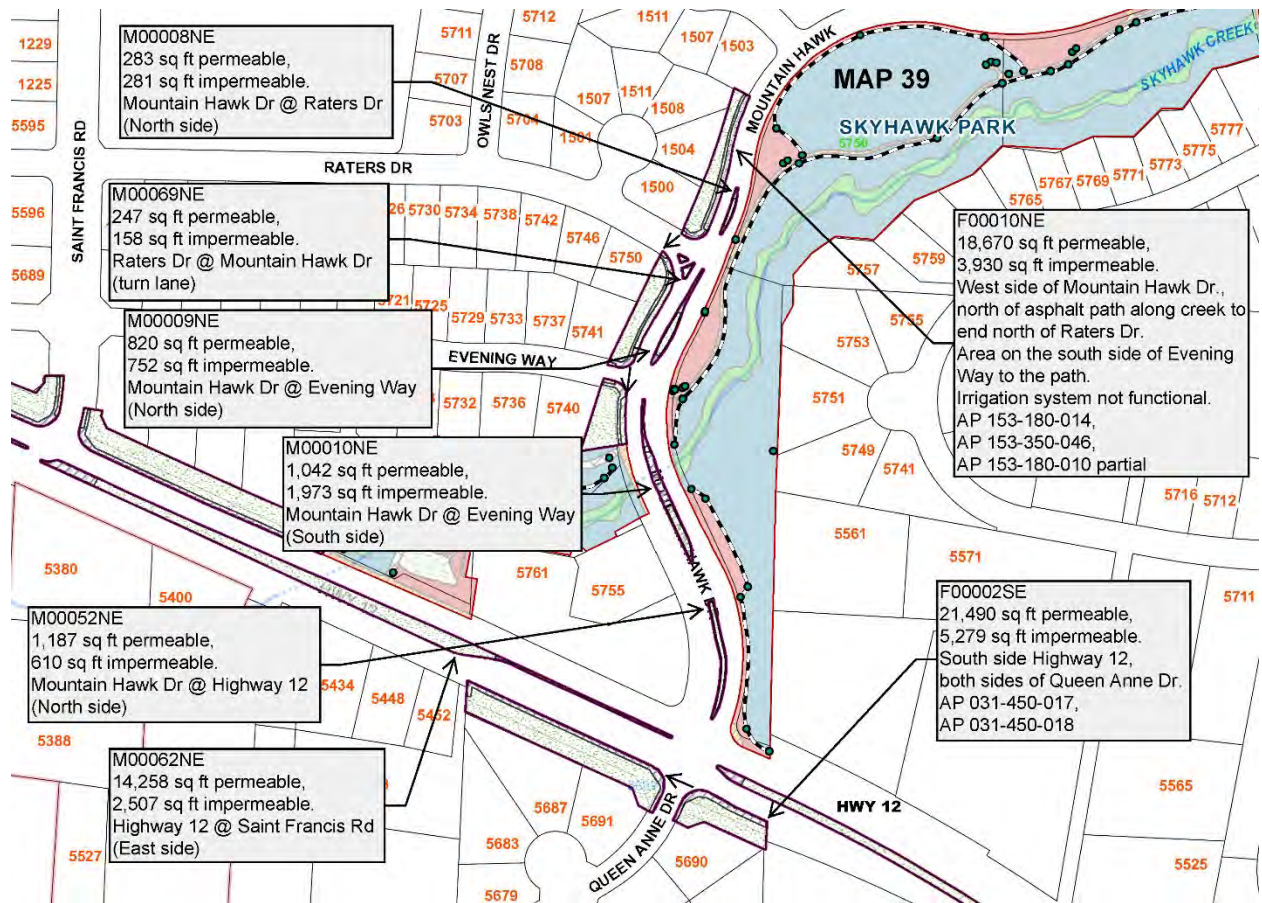 M00008NE
283 sq ft permeable,
281 sq ft impermeable.
Mountain Hawk Dr @ Raters Dr
(North side)
M00069NE
247 sq ft permeable,
158 sq ft impermeable.
Raters Dr @ Mountain Hawk Dr
(turn lane)
M00009NE
820 sq ft permeable,
752 sq ft impermeable.
Mountain Hawk Dr @ Evening Way
(North side)
M00010NE
1,042 sq ft permeable,
1,973 sq ft impermeable.
Mountain Hawk Dr @ Evening Way
(South side)
M00052NE
1,187 sq ft permeable,
610 sq ft impermeable.
Mountain Hawk Dr @ Highway 12
(North side)
M00062NE
14,258 sq ft permeable,
2,507 sq ft impermeable.
Highway 12 @ Saint Francis Rd
(East side)
F00010NE
18,670 sq ft permeable,
3,930 sq ft impermeable.
West side of Mountain Hawk Dr.,
north of asphalt path along creek to
end north of Raters Dr.
Area on the south side of Evening
Way to the path.
Irrigation system not functional.
AP 153-180-014,
AP 153-350-046,
AP 153-180-010 partial
F00002SE
21,490 sq ft permeable,
5,279 sq ft impermeable.
South side Highway 12,
both sides of Queen Anne Dr.
AP 031-450-017,
AP 031-450-018
MAP 39
SKYHAWK PARK
5750
SKYHAWK CREEK
MOUNTAIN HAWK
HAWK
SAINT FRANCIS RD
OWLS NEST DR
RATERS DR
EVENING WAY
HWY 12
HWY 12
QUEEN ANNE DR
1229
1225
5595
5596
5689
5711
5707
5703
5712
5708
5704
1511
1507
1503
1507
1511
1508
1501
1504
1500
26
5730
5734
5738
5742
5746
5750
5721
5725
5729
5733
5737
5741
5732
5736
5740
5777
5775
5773
5771
5769
5767
5765
5759
5757
5755
5753
5751
5749
5741
5716
5712
5561
5571
5711
5761
5755
5380
5400
5434
5448
5452
5388
5527
5687
5691
5683
5679
5690
5565
5525